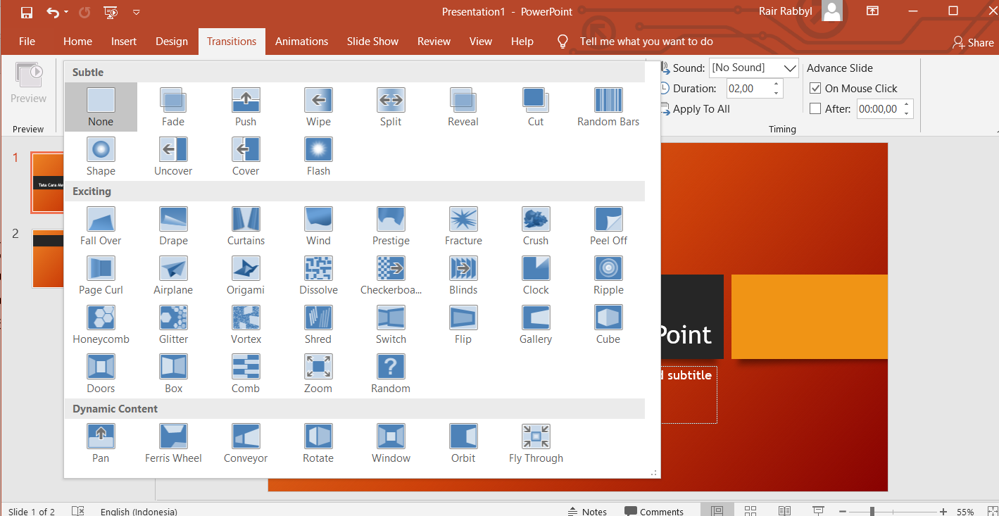 Presentation1 - PowerPoint
Rair Rabbyl
File Home Insert Design Transitions Animations Slide Show Review View Help Tell me what you want to do Share
Preview
Preview
Subtle
None Fade Push Wipe Split Reveal Cut Random Bars
Shape Uncover Cover Flash
Exciting
Fall Over Drape Curtains Wind Prestige Fracture Crush Peel Off
Page Curl Airplane Origami Dissolve Checkerboa... Blinds Clock Ripple
Honeycomb Glitter Vortex Shred Switch Flip Gallery Cube
Doors Box Comb Zoom Random
Dynamic Content
Pan Ferris Wheel Conveyor Rotate Window Orbit Fly Through
Sound: [No Sound]
Duration: 02,00
Apply To All
Advance Slide
On Mouse Click
After: 00:00,00
Timing
1
Tata Cara Me
2
Point
d subtitle
Slide 1 of 2 English (Indonesia) Notes Comments 55%